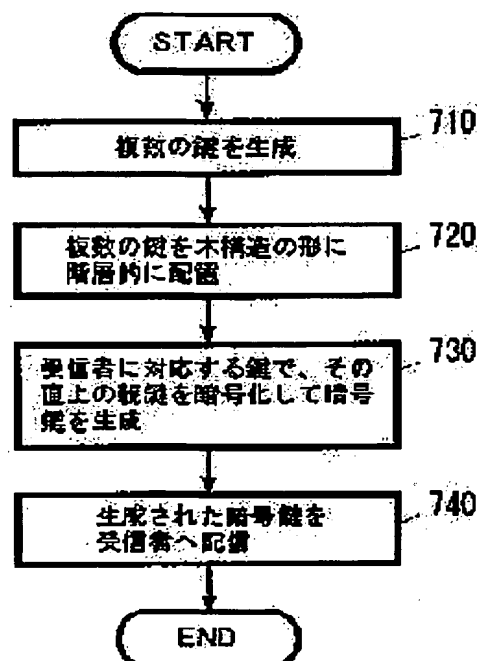 START
複数の鍵を生成
710
複数の鍵を木構造の形に
階層的に配置
720
受信者に対応する鍵で、その
直上の親鍵を暗号化して暗号
鍵を生成
730
生成された暗号鍵を
受信者へ配信
740
END